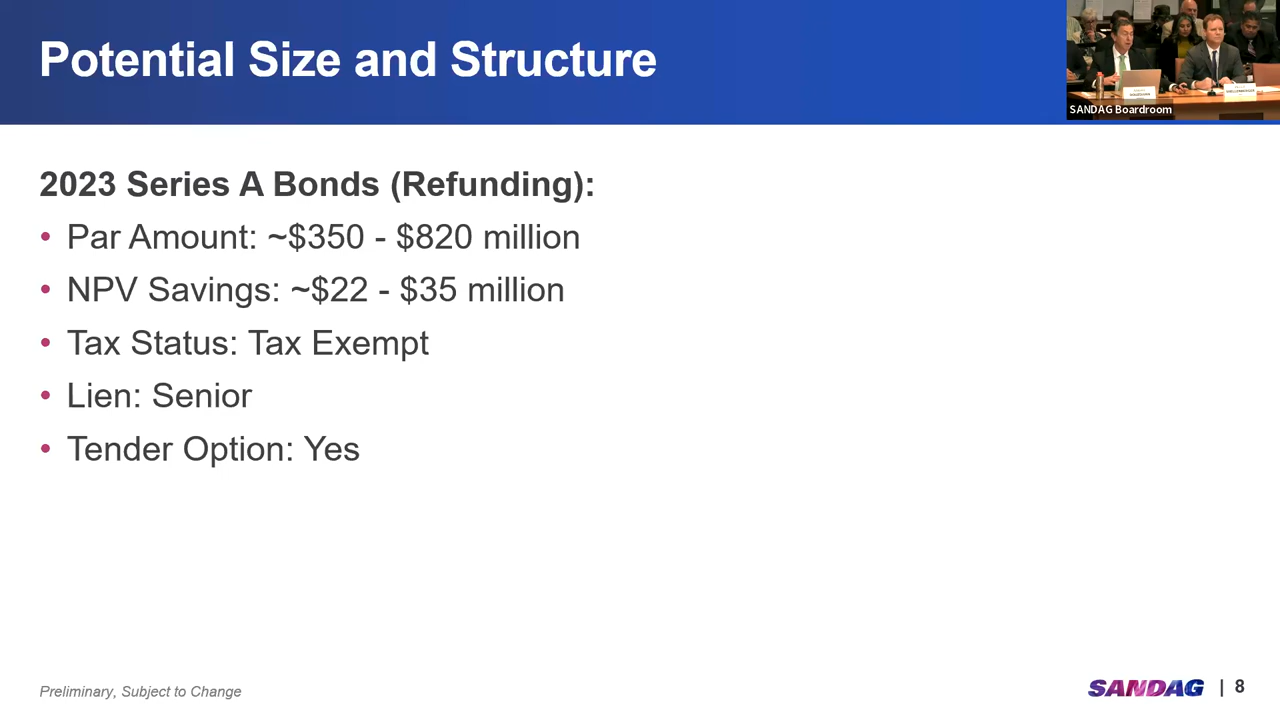 Potential Size and Structure
SANDAG Boardroom
2023 Series A Bonds (Refunding):
• Par Amount: ~$350 - $820 million
• NPV Savings: ~$22 - $35 million
• Tax Status: Tax Exempt
• Lien: Senior
• Tender Option: Yes
Preliminary, Subject to Change
SANDAG | 8